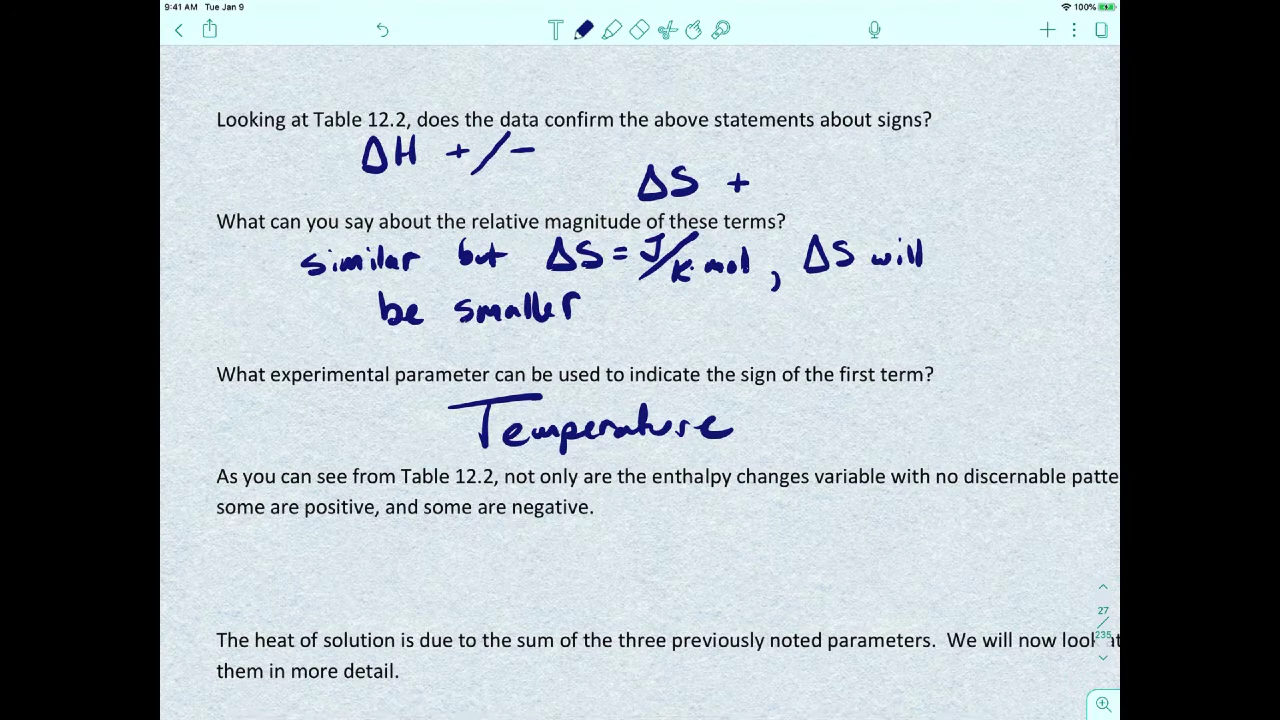 9:41 AM Tue Jan 9
100%
Looking at Table 12.2, does the data confirm the above statements about signs?
ΔH +/−
ΔS +
What can you say about the relative magnitude of these terms?
similar but ΔS = J/K·mol, ΔS will
be smaller
What experimental parameter can be used to indicate the sign of the first term?
Temperature
As you can see from Table 12.2, not only are the enthalpy changes variable with no discernable patte
some are positive, and some are negative.
27
/
235
The heat of solution is due to the sum of the three previously noted parameters. We will now look at
them in more detail.